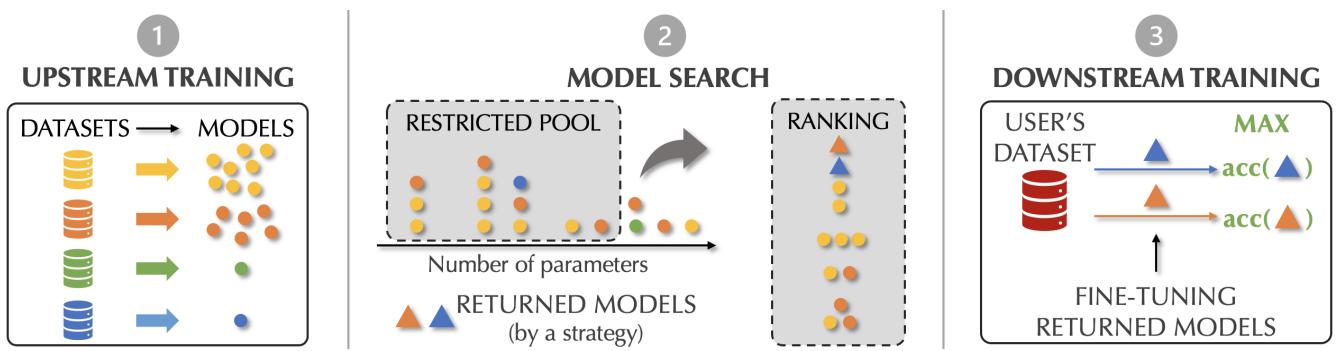 1
UPSTREAM TRAINING
DATASETS
MODELS
2
MODEL SEARCH
RESTRICTED POOL
RANKING
Number of parameters
RETURNED MODELS
(by a strategy)
3
DOWNSTREAM TRAINING
USER'S
DATASET
MAX
acc( )
acc( )
FINE-TUNING
RETURNED MODELS